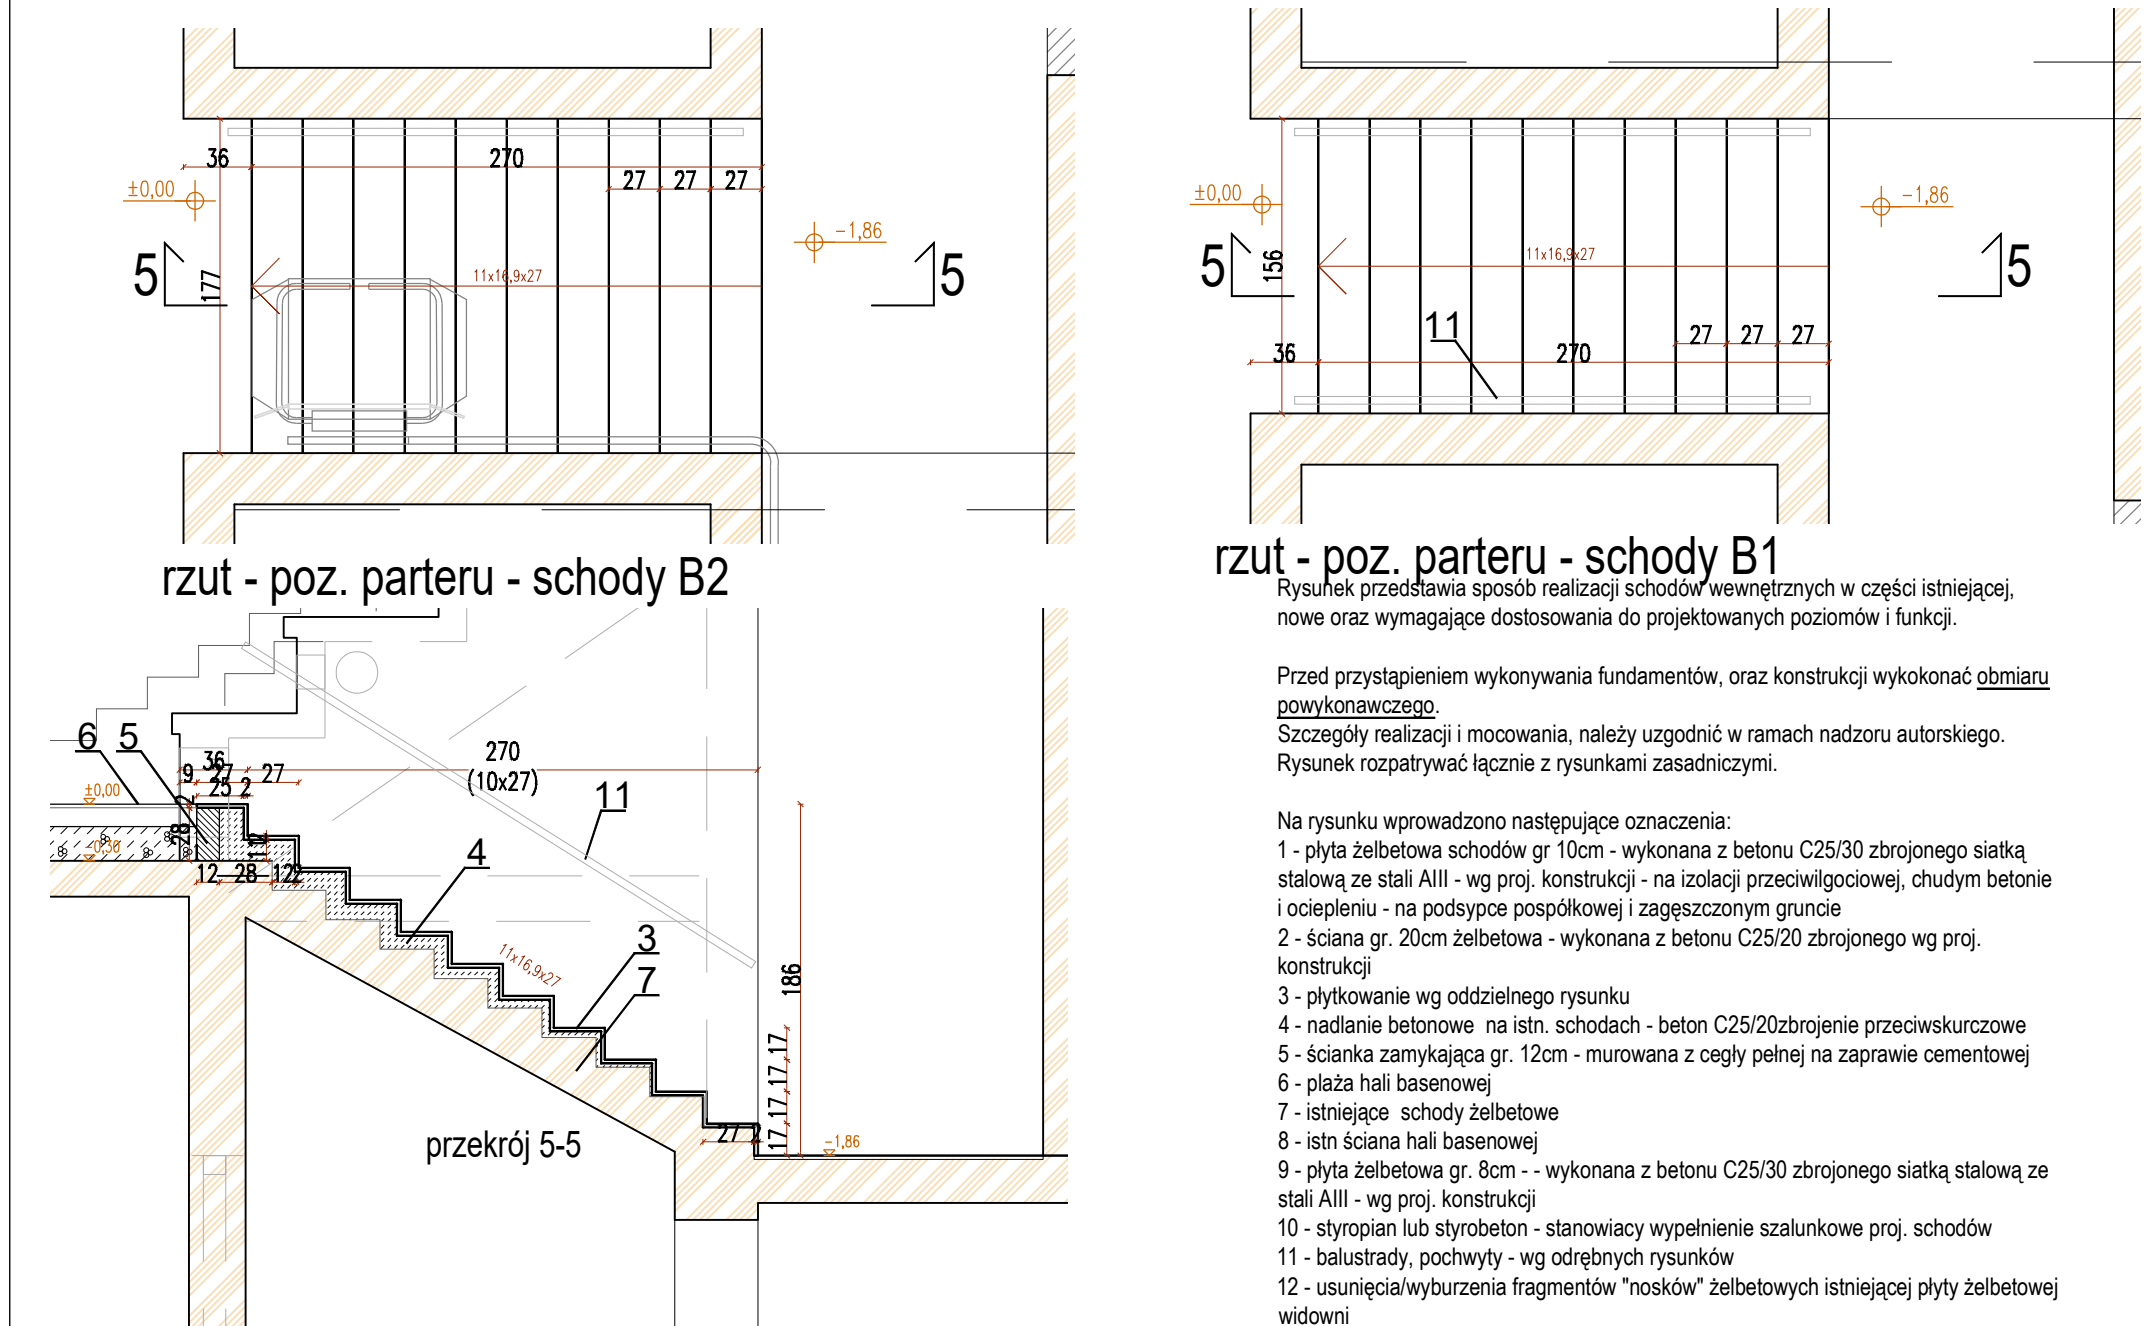 36
270
27
27
27
±0,00
-1,86
5
5
177
11x16,9x27
rzut - poz. parteru - schody B2
±0,00
-1,86
5
5
156
11x16,9x27
11
27
27
27
36
270
rzut - poz. parteru - schody B1
6
5
36
9
27
27
25
2
±0,00
2
28
-0,30
12
12
28
12
2
270
(10x27)
11
4
3
7
11x16,9x27
186
17
17
17
17
27
2
-1,86
przekrój 5-5
Rysunek przedstawia sposób realizacji schodów wewnętrznych w części istniejącej,
nowe oraz wymagające dostosowania do projektowanych poziomów i funkcji.
Przed przystąpieniem wykonywania fundamentów, oraz konstrukcji wykokonać obmiaru
powykonawczego.
Szczegóły realizacji i mocowania, należy uzgodnić w ramach nadzoru autorskiego.
Rysunek rozpatrywać łącznie z rysunkami zasadniczymi.
Na rysunku wprowadzono następujące oznaczenia:
1 - płyta żelbetowa schodów gr 10cm - wykonana z betonu C25/30 zbrojonego siatką
stalową ze stali AIII - wg proj. konstrukcji - na izolacji przeciwilgociowej, chudym betonie
i ociepleniu - na podsypce pospółkowej i zagęszczonym gruncie
2 - ściana gr. 20cm żelbetowa - wykonana z betonu C25/20 zbrojonego wg proj.
konstrukcji
3 - płytkowanie wg oddzielnego rysunku
4 - nadlanie betonowe  na istn. schodach - beton C25/20zbrojenie przeciwskurczowe
5 - ścianka zamykająca gr. 12cm - murowana z cegły pełnej na zaprawie cementowej
6 - plaża hali basenowej
7 - istniejące  schody żelbetowe
8 - istn ściana hali basenowej
9 - płyta żelbetowa gr. 8cm - - wykonana z betonu C25/30 zbrojonego siatką stalową ze
stali AIII - wg proj. konstrukcji
10 - styropian lub styrobeton - stanowiacy wypełnienie szalunkowe proj. schodów
11 - balustrady, pochwyty - wg odrębnych rysunków
12 - usunięcia/wyburzenia fragmentów "nosków" żelbetowych istniejącej płyty żelbetowej
widowni